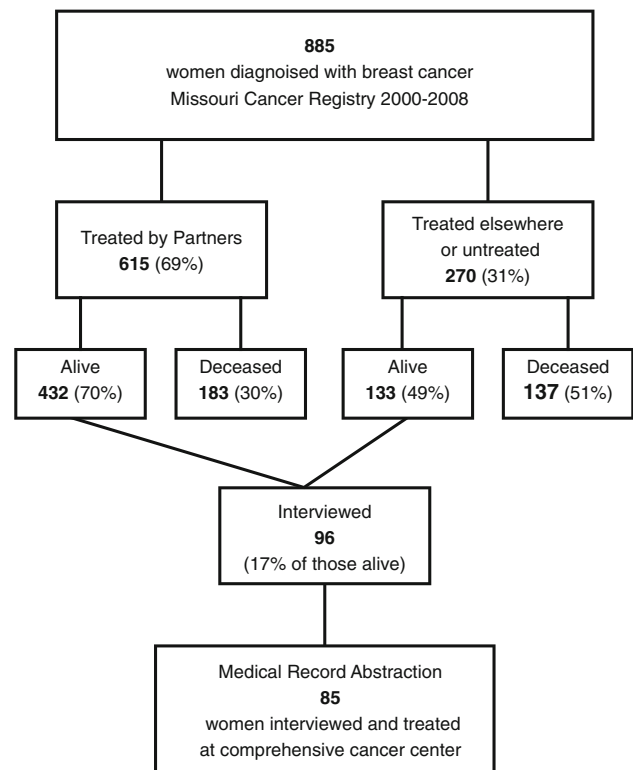 885
women diagnoised with breast cancer
Missouri Cancer Registry 2000-2008
Treated by Partners
615 (69%)
Treated elsewhere
or untreated
270 (31%)
Alive
432 (70%)
Deceased
183 (30%)
Alive
133 (49%)
Deceased
137 (51%)
Interviewed
96
(17% of those alive)
Medical Record Abstraction
85
women interviewed and treated
at comprehensive cancer center